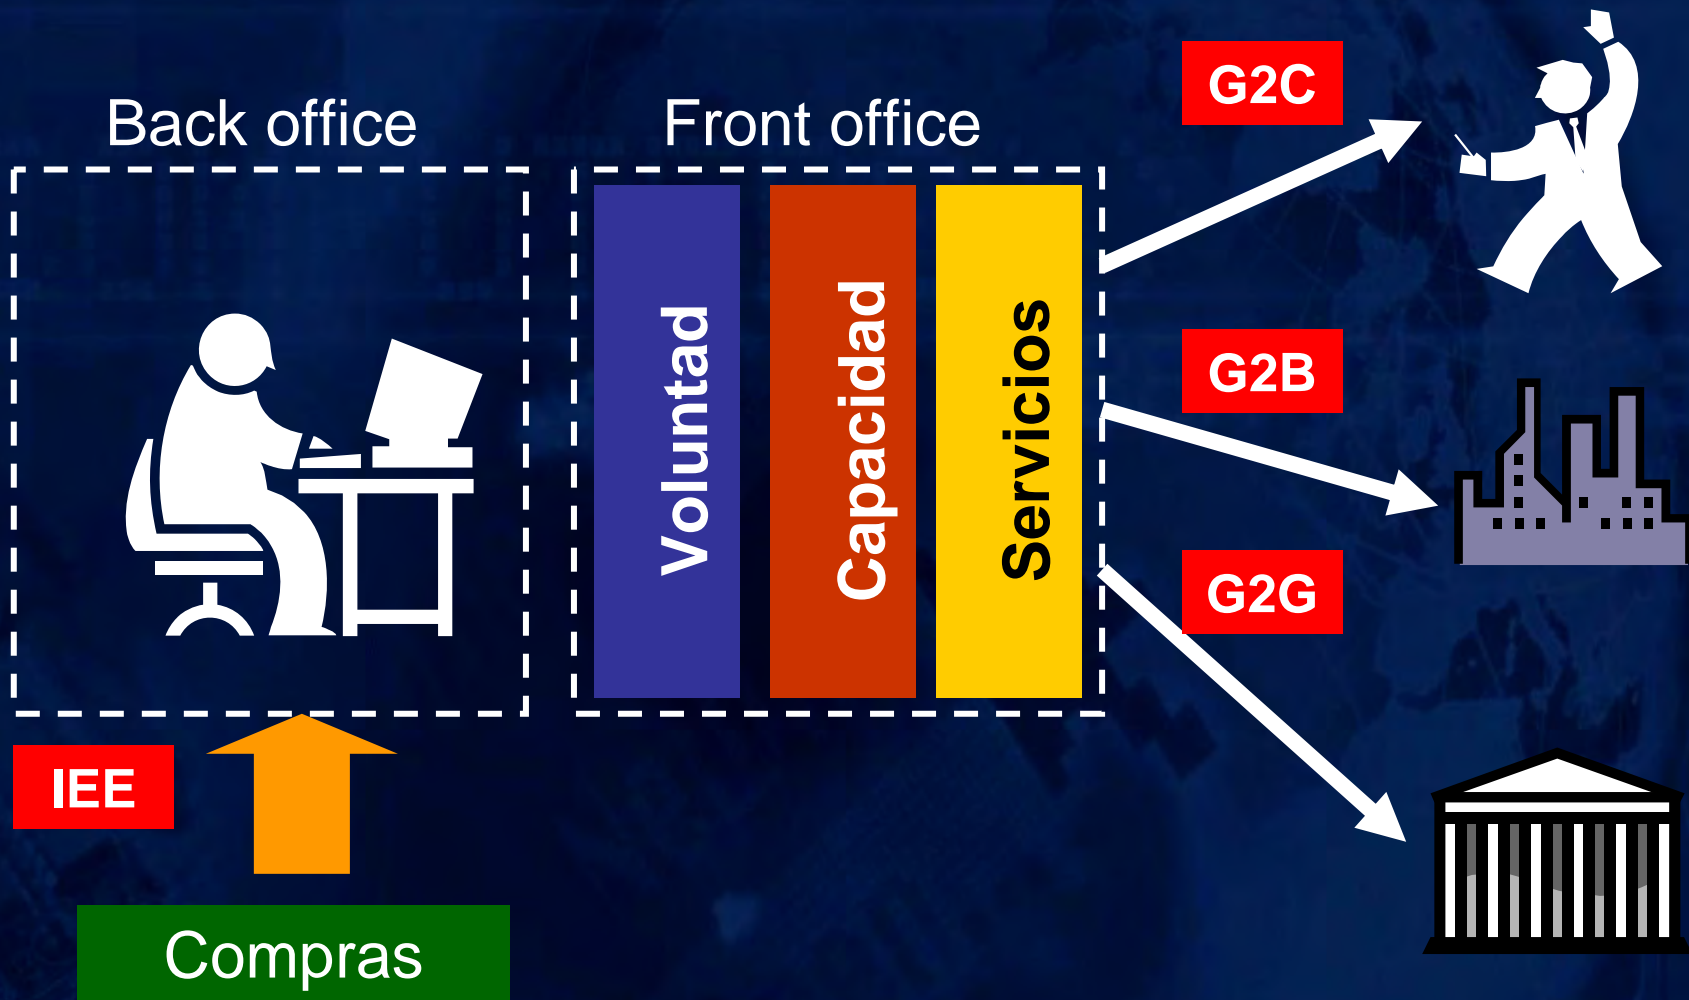 Back office
Front office
Voluntad
Capacidad
Servicios
G2C
G2B
G2G
IEE
Compras